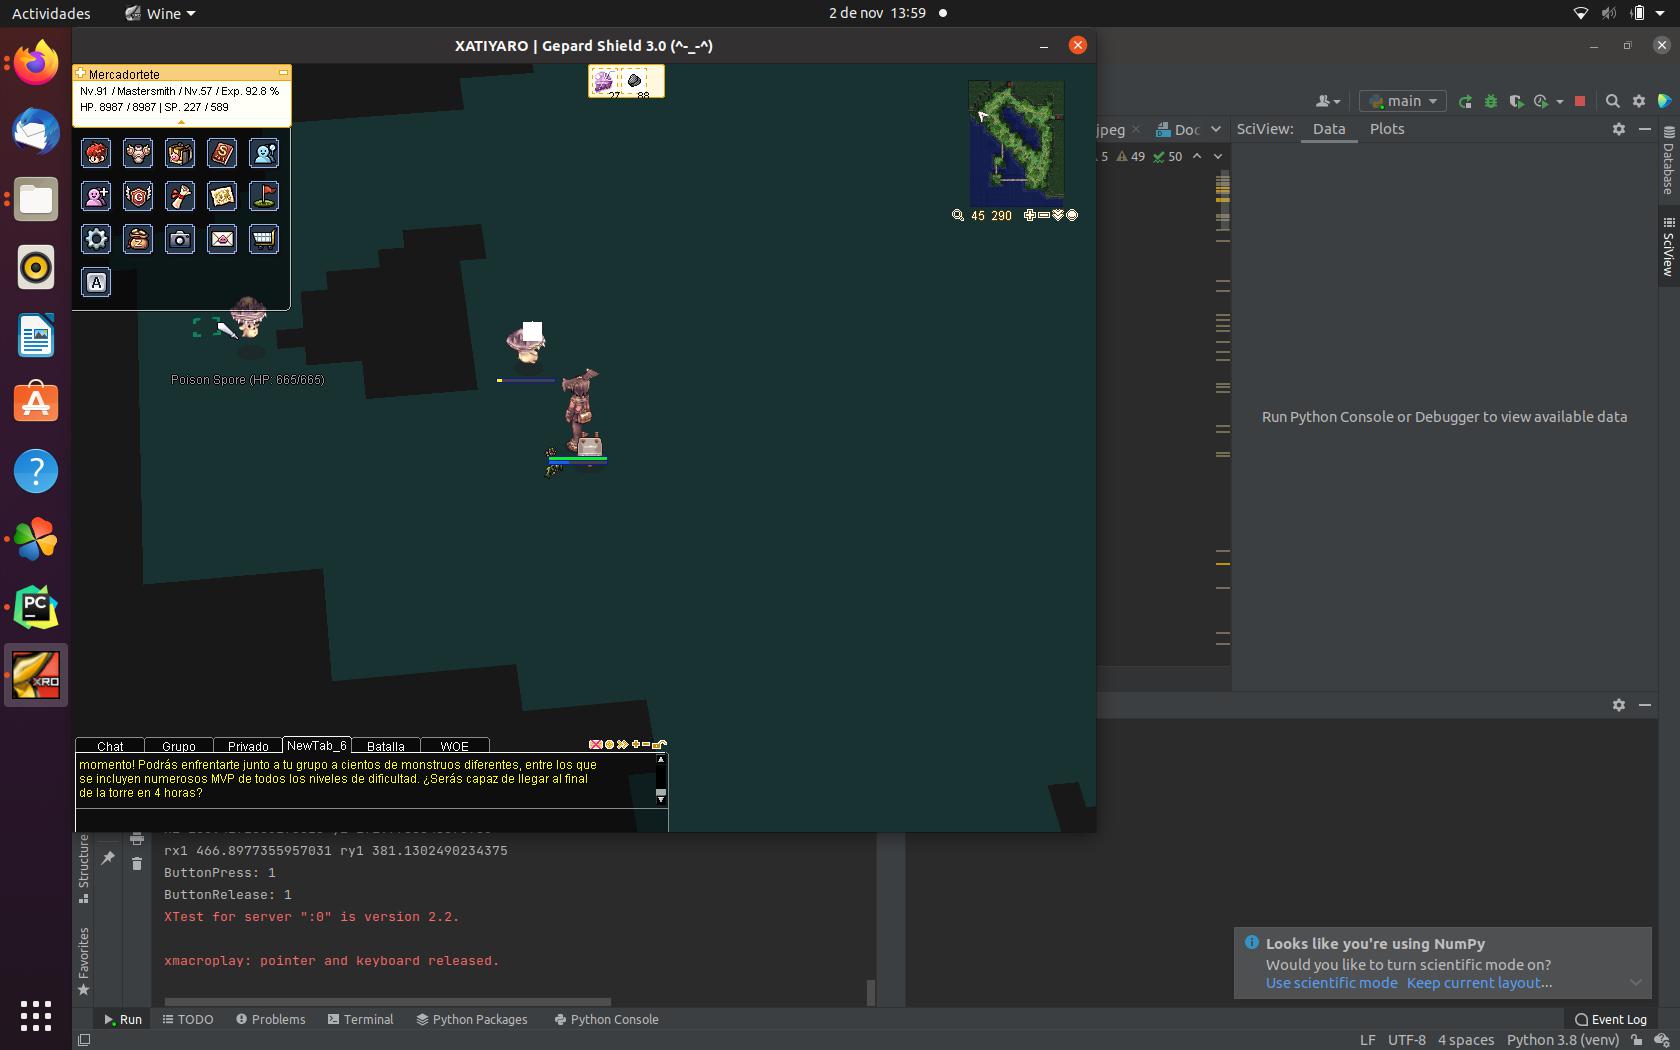 Actividades
Wine
2 de nov 13:59
XATIYARO | Gepard Shield 3.0 (^-_-^)
Mercadortete
Nv.91 / Mastersmith / Nv.57 / Exp. 92.8 %
HP. 8987 / 8987 | SP. 227 / 589
27
88
G
A
45 290
main
jpeg
Doc
SciView:
Data
Plots
5
49
50
Database
SciView
Poison Spore (HP: 665/665)
Run Python Console or Debugger to view available data
PC
XRO
Chat
Grupo
Privado
NewTab_6
Batalla
WOE
momento! Podrás enfrentarte junto a tu grupo a cientos de monstruos diferentes, entre los que
se incluyen numerosos MVP de todos los niveles de dificultad. ¿Serás capaz de llegar al final
de la torre en 4 horas?
rx1 466.8977355957031 ry1 381.1302490234375
ButtonPress: 1
ButtonRelease: 1
XTest for server ":0" is version 2.2.
xmacroplay: pointer and keyboard released.
Structure
Favorites
Looks like you're using NumPy
Would you like to turn scientific mode on?
Use scientific mode Keep current layout...
Run
TODO
Problems
Terminal
Python Packages
Python Console
Event Log
LF
UTF-8
4 spaces
Python 3.8 (venv)